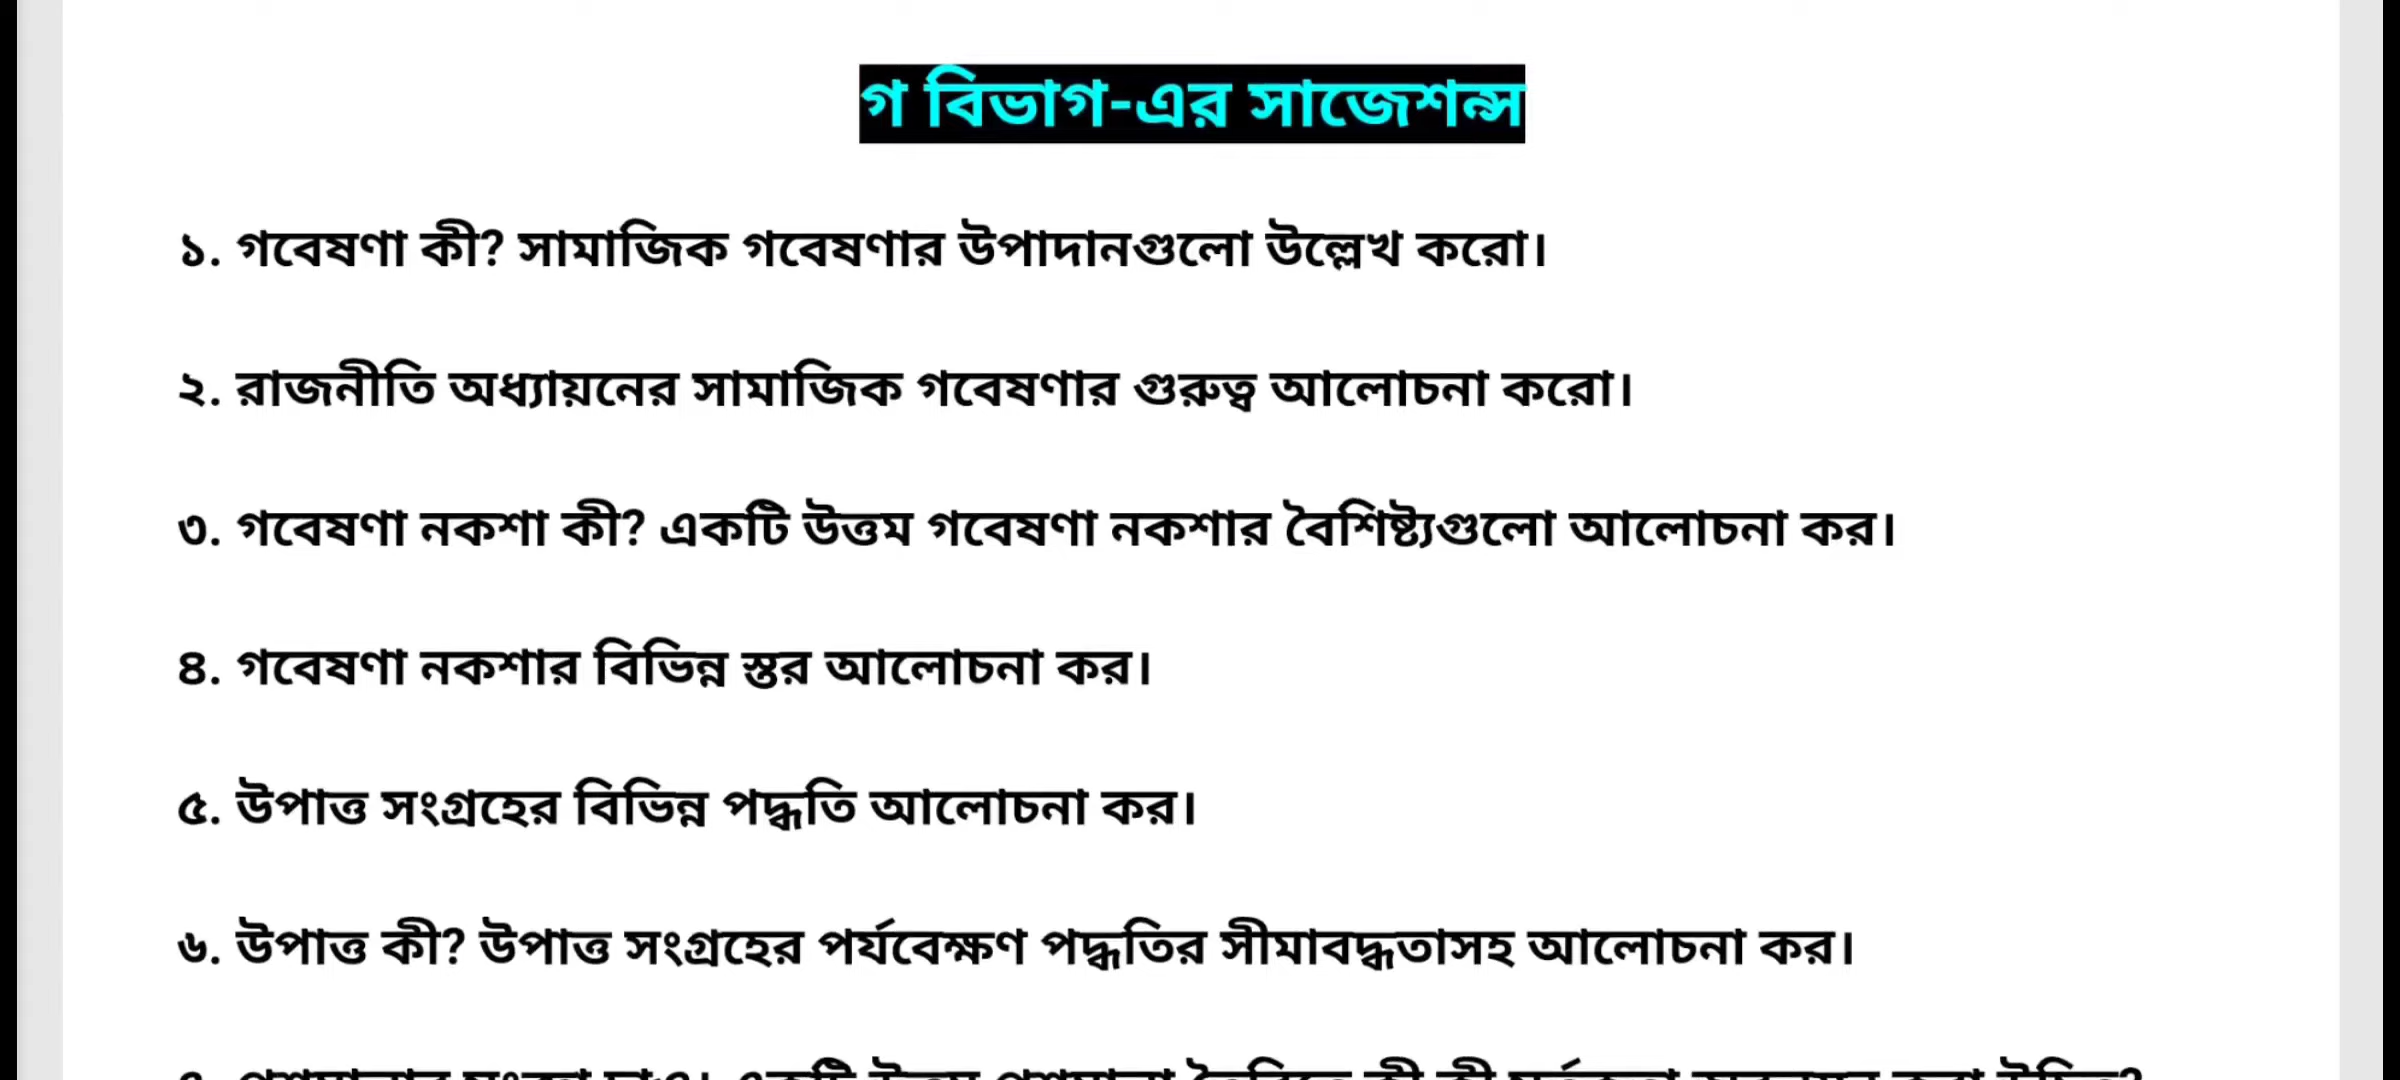 গ বিভাগ-এর সাজেশন্স
১. গবেষণা কী? সামাজিক গবেষণার উপাদানগুলো উল্লেখ করো।
২. রাজনীতি অধ্যায়নের সামাজিক গবেষণার গুরুত্ব আলোচনা করো।
৩. গবেষণা নকশা কী? একটি উত্তম গবেষণা নকশার বৈশিষ্ট্যগুলো আলোচনা কর।
৪. গবেষণা নকশার বিভিন্ন স্তর আলোচনা কর।
৫. উপাত্ত সংগ্রহের বিভিন্ন পদ্ধতি আলোচনা কর।
৬. উপাত্ত কী? উপাত্ত সংগ্রহের পর্যবেক্ষণ পদ্ধতির সীমাবদ্ধতাসহ আলোচনা কর।